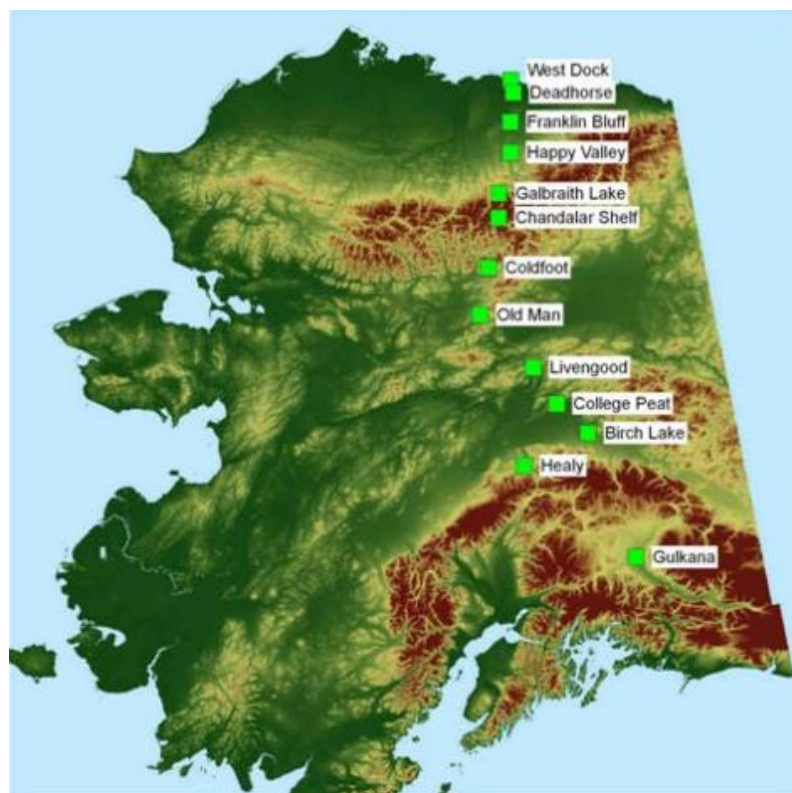 West Dock
Deadhorse
Franklin Bluff
Happy Valley
Galbraith Lake
Chandalar Shelf
Coldfoot
Old Man
Livengood
College Peat
Birch Lake
Healy
Gulkana